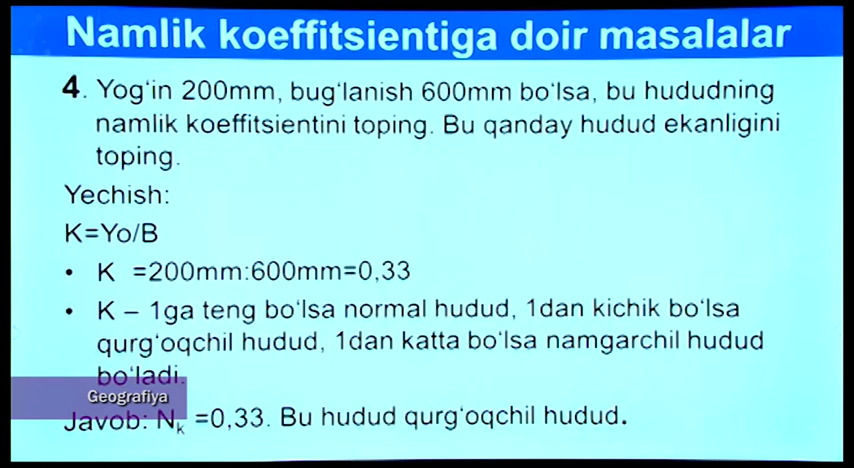 Namlik koeffitsientiga doir masalalar
4. Yog‘in 200mm, bug‘lanish 600mm bo‘lsa, bu hududning
namlik koeffitsientini toping. Bu qanday hudud ekanligini
toping.
Yechish:
K=Yo/B
• K =200mm:600mm=0,33
• K – 1ga teng bo‘lsa normal hudud, 1dan kichik bo‘lsa
qurg‘oqchil hudud, 1dan katta bo‘lsa namgarchil hudud
bo‘ladi.
Geografiya
Javob: Nk =0,33. Bu hudud qurg‘oqchil hudud.